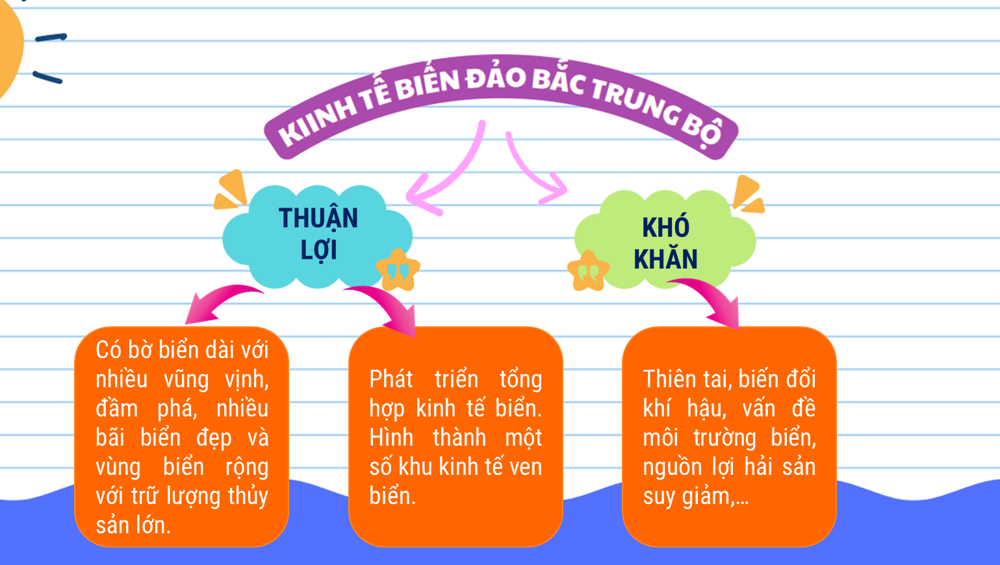 KIINH TẾ BIỂN ĐẢO BẮC TRUNG BỘ
THUẬN
LỢI
KHÓ
KHĂN
Có bờ biển dài với
nhiều vũng vịnh,
đầm phá, nhiều
bãi biển đẹp và
vùng biển rộng
với trữ lượng thủy
sản lớn.
Phát triển tổng
hợp kinh tế biển.
Hình thành một
số khu kinh tế ven
biển.
Thiên tai, biến đổi
khí hậu, vấn đề
môi trường biển,
nguồn lợi hải sản
suy giảm,…